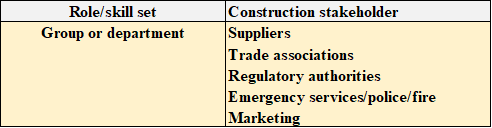 Role/skill set Construction stakeholder
Group or department Suppliers
Trade associations
Regulatory authorities
Emergency services/police/fire
Marketing